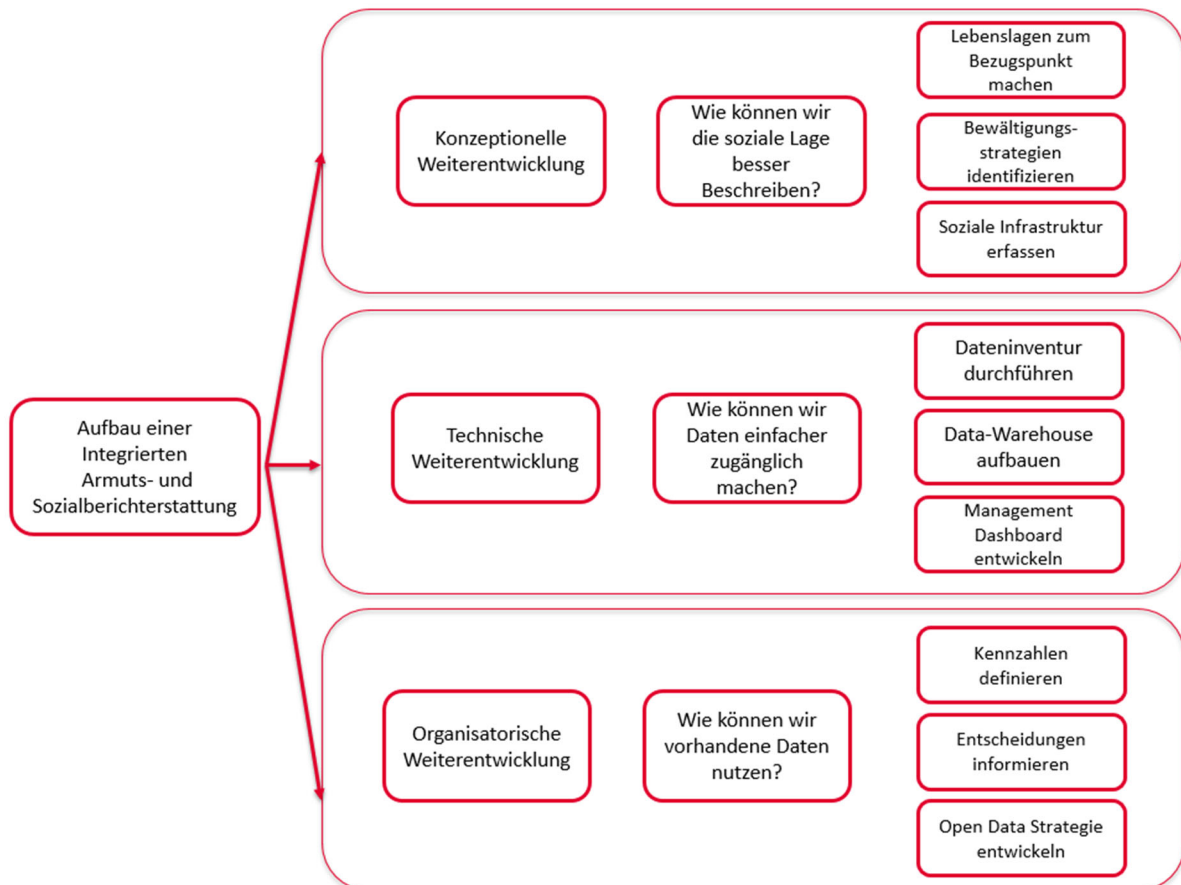 Aufbau einer
Integrierten
Armuts- und
Sozialberichterstattung
Konzeptionelle
Weiterentwicklung
Wie können wir
die soziale Lage
besser
Beschreiben?
Lebenslagen zum
Bezugspunkt
machen
Bewältigungs-
strategien
identifizieren
Soziale Infrastruktur
erfassen
Technische
Weiterentwicklung
Wie können wir
Daten einfacher
zugänglich
machen?
Dateninventur
durchführen
Data-Warehouse
aufbauen
Management
Dashboard
entwickeln
Organisatorische
Weiterentwicklung
Wie können wir
vorhandene Daten
nutzen?
Kennzahlen
definieren
Entscheidungen
informieren
Open Data Strategie
entwickeln